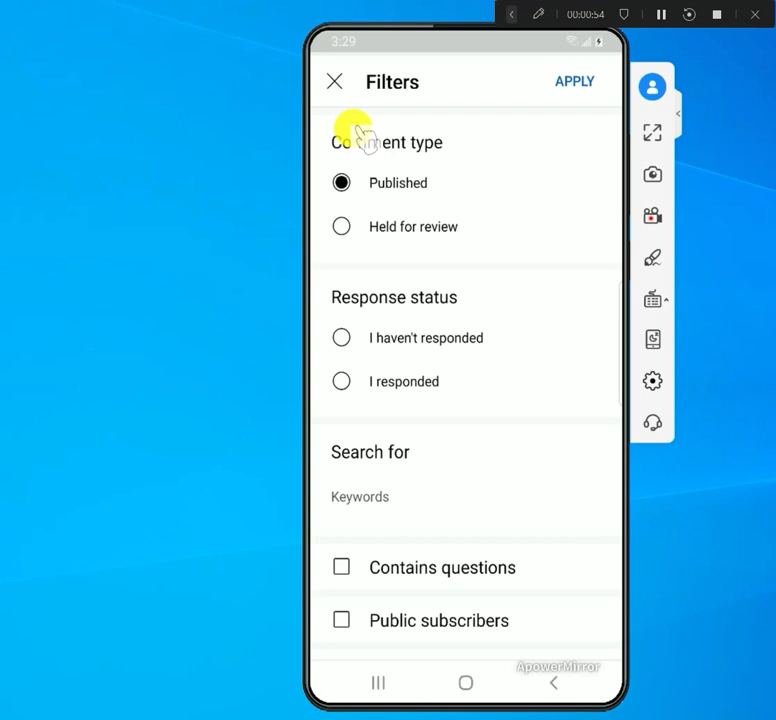 00:00:54
3:29
Filters
APPLY
Comment type
Published
Held for review
Response status
I haven't responded
I responded
Search for
Keywords
Contains questions
Public subscribers
ApowerMirror